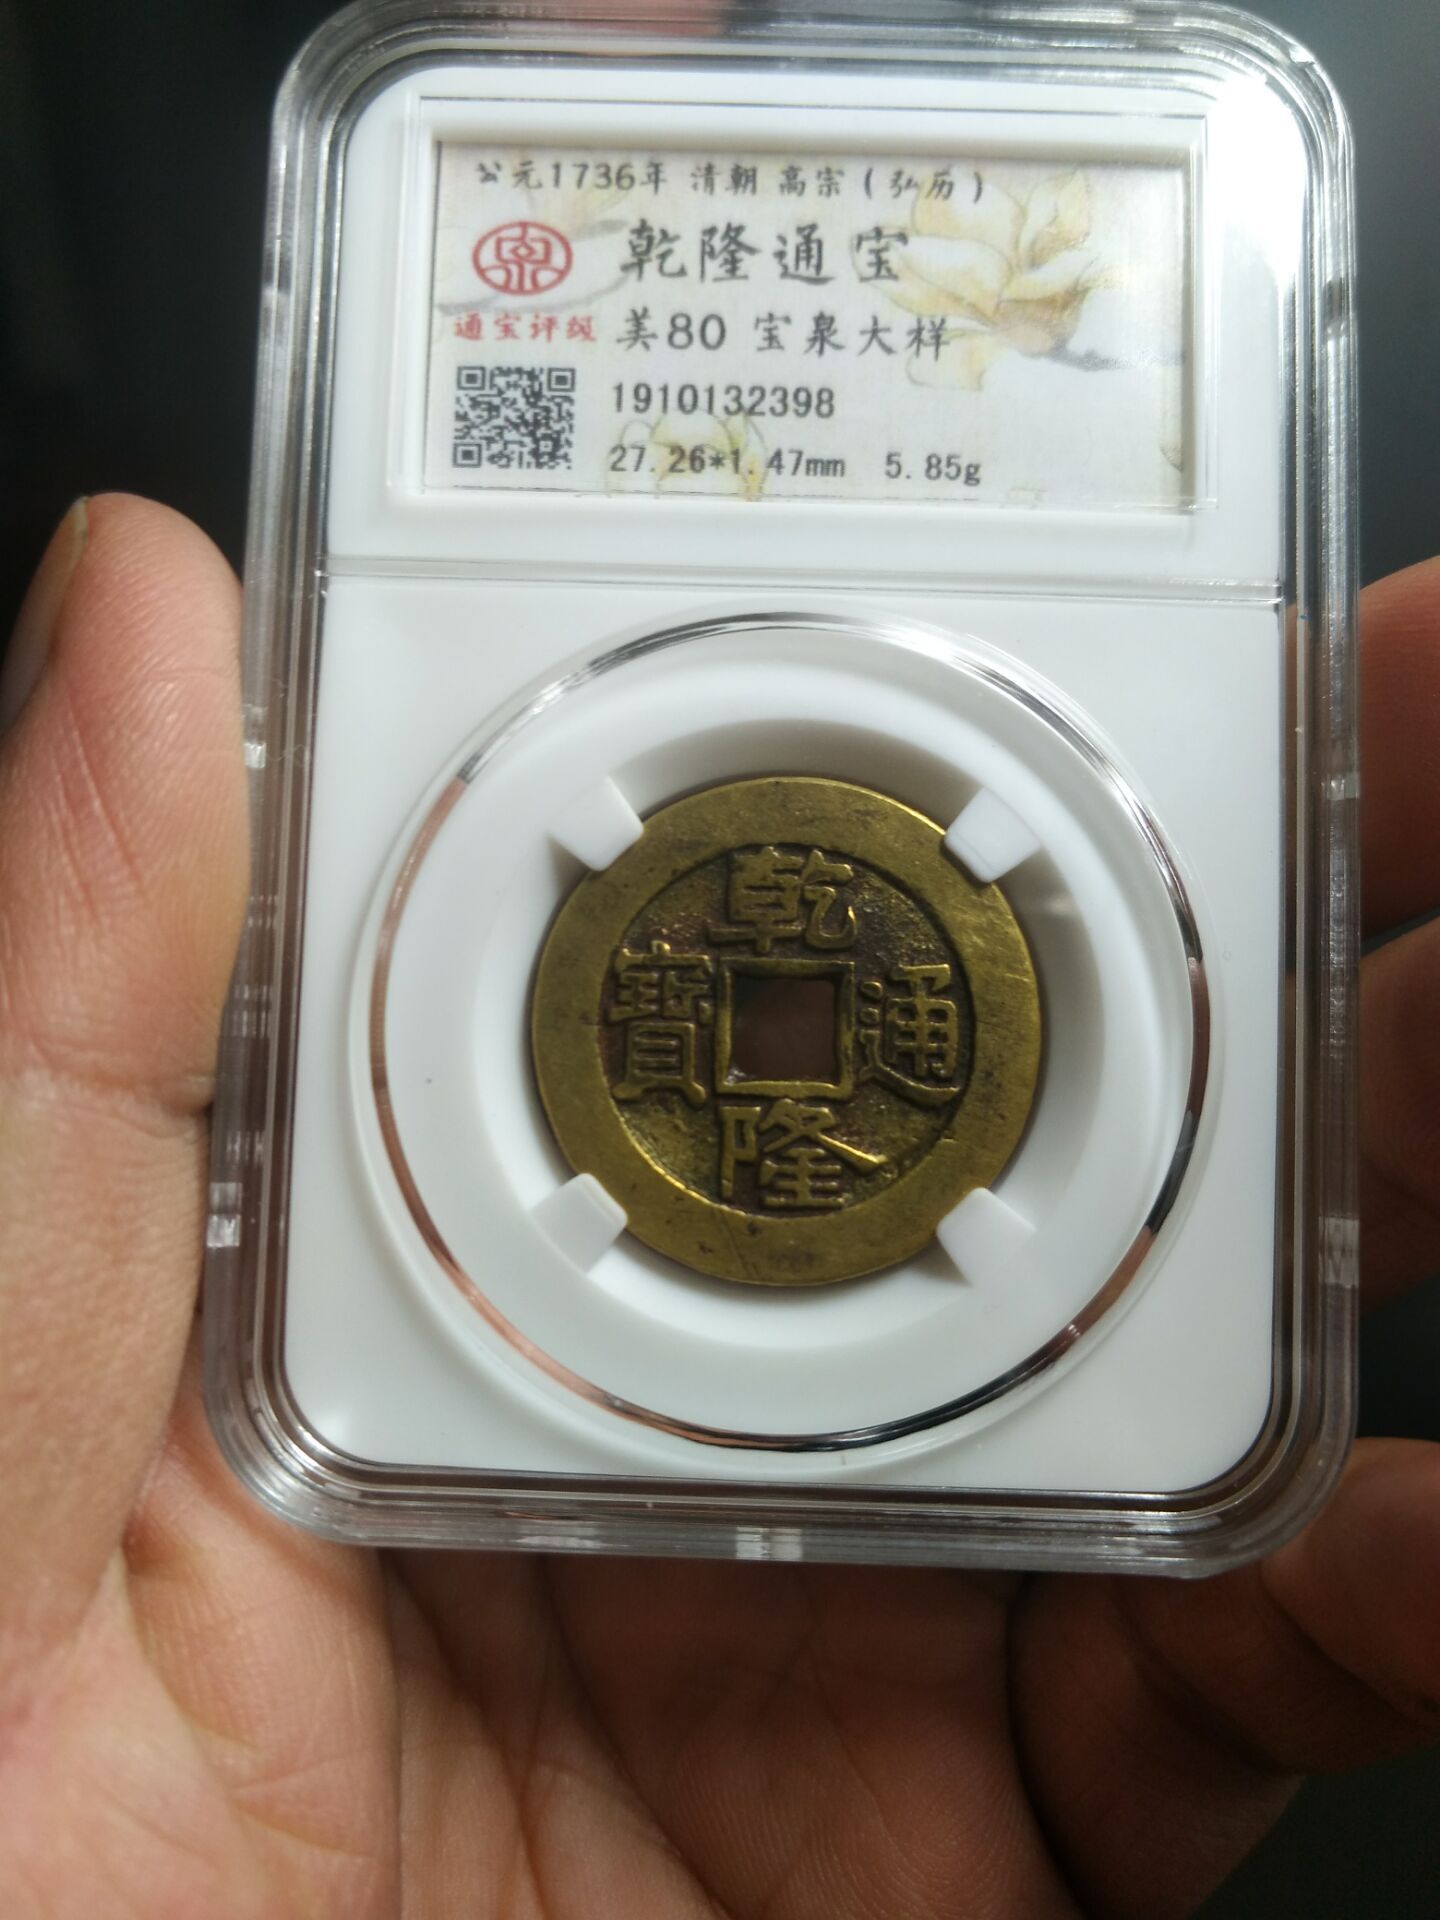 公元1736年 清朝 高宗(弘历)
乾隆通宝
通宝评级
美80 宝泉大样
1910132398
27.26*1.47mm 5.85g
乾
寶 通
隆